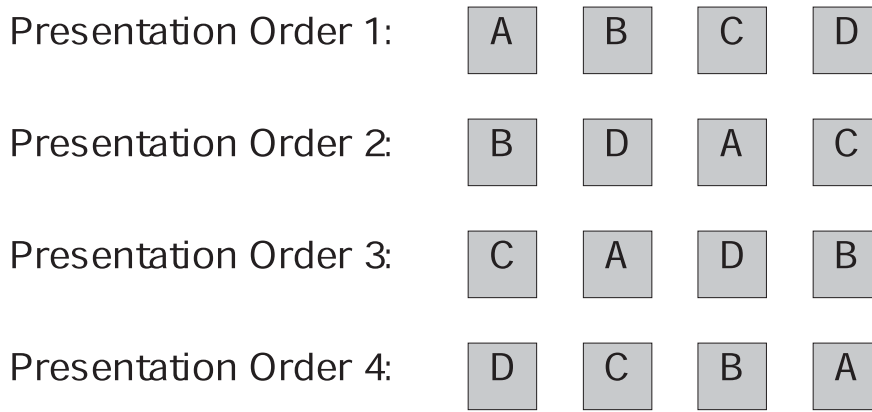 Presentation Order 1: A B C D
Presentation Order 2: B D A C
Presentation Order 3: C A D B
Presentation Order 4: D C B A